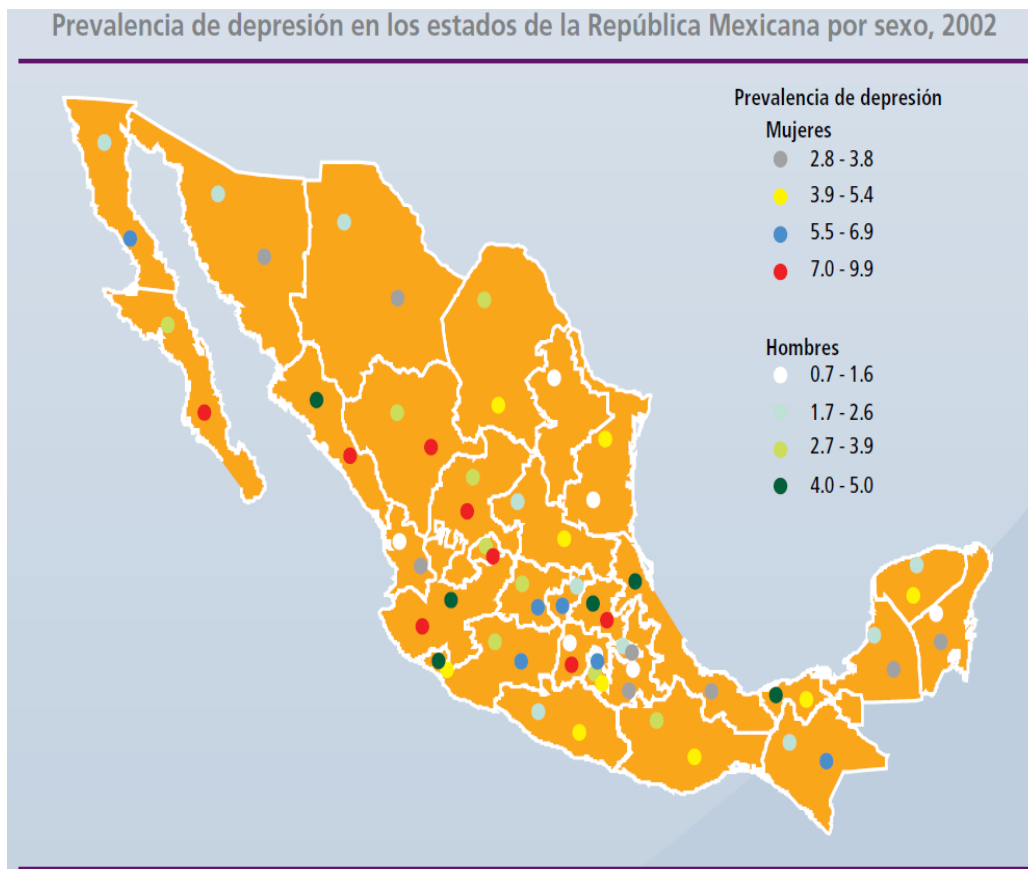 Prevalencia de depresión en los estados de la República Mexicana por sexo, 2002
Prevalencia de depresión
Mujeres
2.8 - 3.8
3.9 - 5.4
5.5 - 6.9
7.0 - 9.9
Hombres
0.7 - 1.6
1.7 - 2.6
2.7 - 3.9
4.0 - 5.0